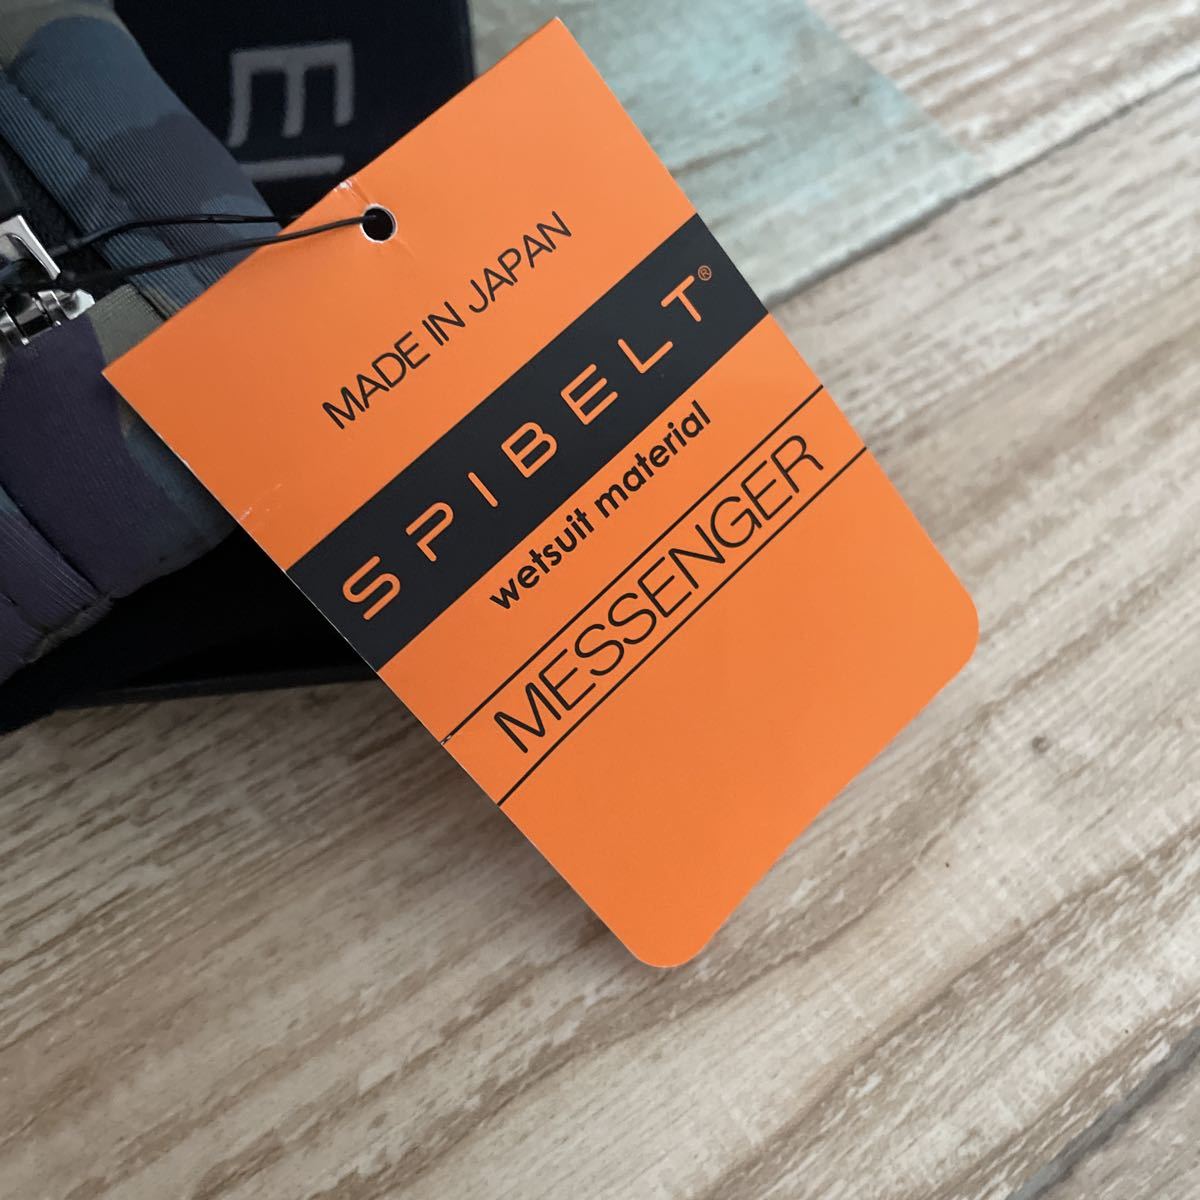 MADE IN JAPAN
SPIBELT®
wetsuit material
MESSENGER